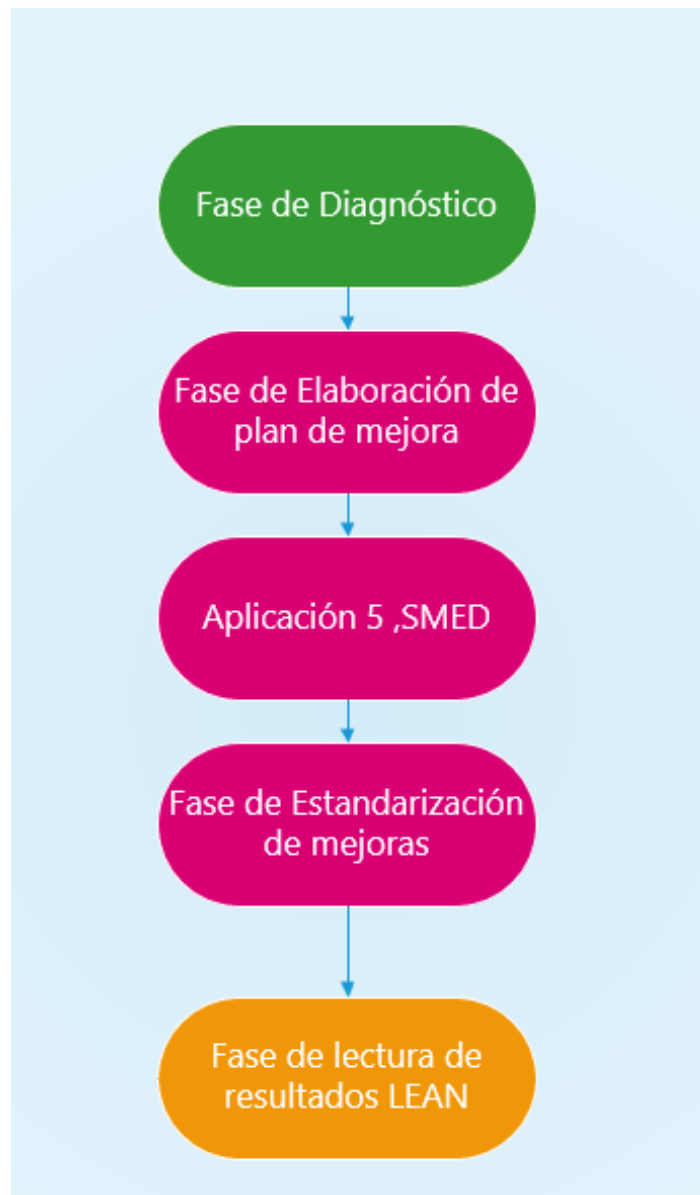 Fase de Diagnóstico
Fase de Elaboración de
plan de mejora
Aplicación 5 ,SMED
Fase de Estandarización
de mejoras
Fase de lectura de
resultados LEAN